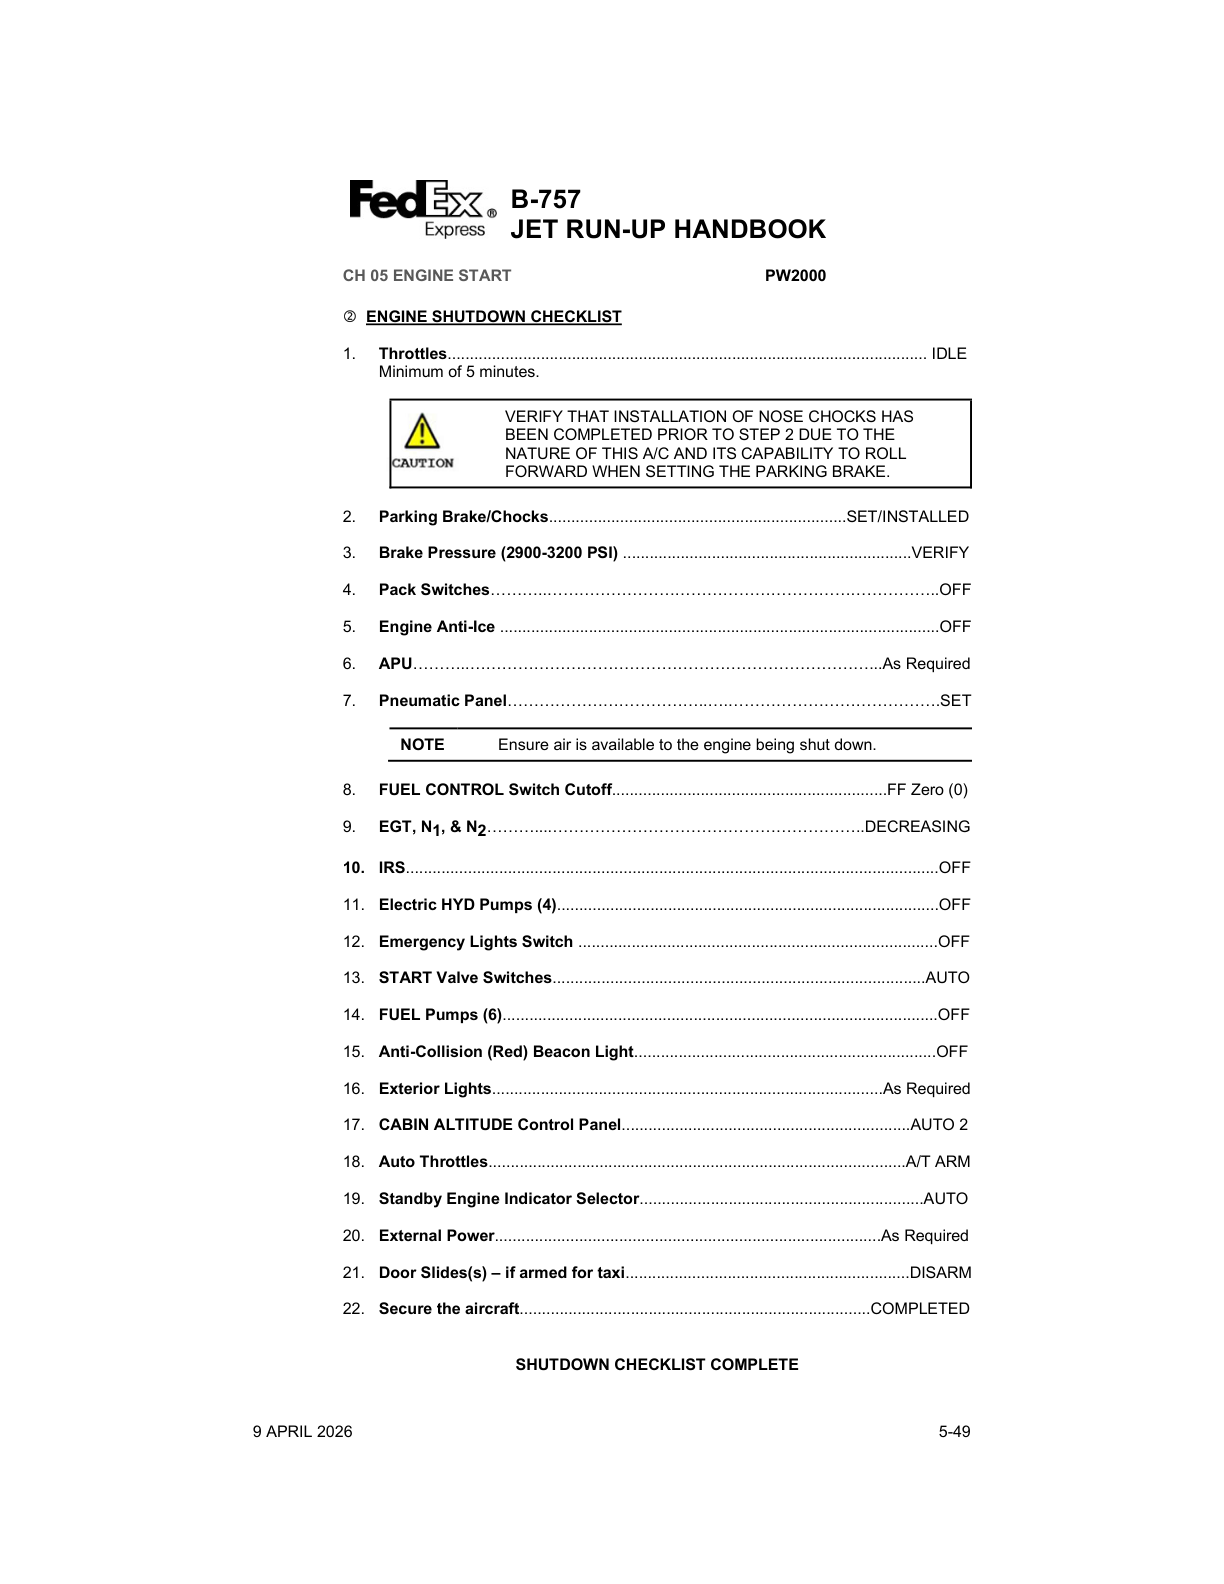 FedEx ® Express
B-757
JET RUN-UP HANDBOOK
CH 05 ENGINE START PW2000
② ENGINE SHUTDOWN CHECKLIST
1. Throttles............................................................................................................ IDLE
Minimum of 5 minutes.
CAUTION
VERIFY THAT INSTALLATION OF NOSE CHOCKS HAS
BEEN COMPLETED PRIOR TO STEP 2 DUE TO THE
NATURE OF THIS A/C AND ITS CAPABILITY TO ROLL
FORWARD WHEN SETTING THE PARKING BRAKE.
2. Parking Brake/Chocks...................................................................SET/INSTALLED
3. Brake Pressure (2900-3200 PSI) .................................................................VERIFY
4. Pack Switches………..…………………………………………………………..OFF
5. Engine Anti-Ice ...................................................................................................OFF
6. APU………..…………………………………………………………………...As Required
7. Pneumatic Panel……………………………..….………………………………….SET
NOTE Ensure air is available to the engine being shut down.
8. FUEL CONTROL Switch Cutoff..............................................................FF Zero (0)
9. EGT, N1, & N2………....…………………………………………………..DECREASING
10. IRS........................................................................................................................OFF
11. Electric HYD Pumps (4)......................................................................................OFF
12. Emergency Lights Switch .................................................................................OFF
13. START Valve Switches....................................................................................AUTO
14. FUEL Pumps (6)..................................................................................................OFF
15. Anti-Collision (Red) Beacon Light....................................................................OFF
16. Exterior Lights........................................................................................As Required
17. CABIN ALTITUDE Control Panel.................................................................AUTO 2
18. Auto Throttles..............................................................................................A/T ARM
19. Standby Engine Indicator Selector................................................................AUTO
20. External Power.......................................................................................As Required
21. Door Slides(s) – if armed for taxi................................................................DISARM
22. Secure the aircraft...............................................................................COMPLETED
SHUTDOWN CHECKLIST COMPLETE
9 APRIL 2026 5-49